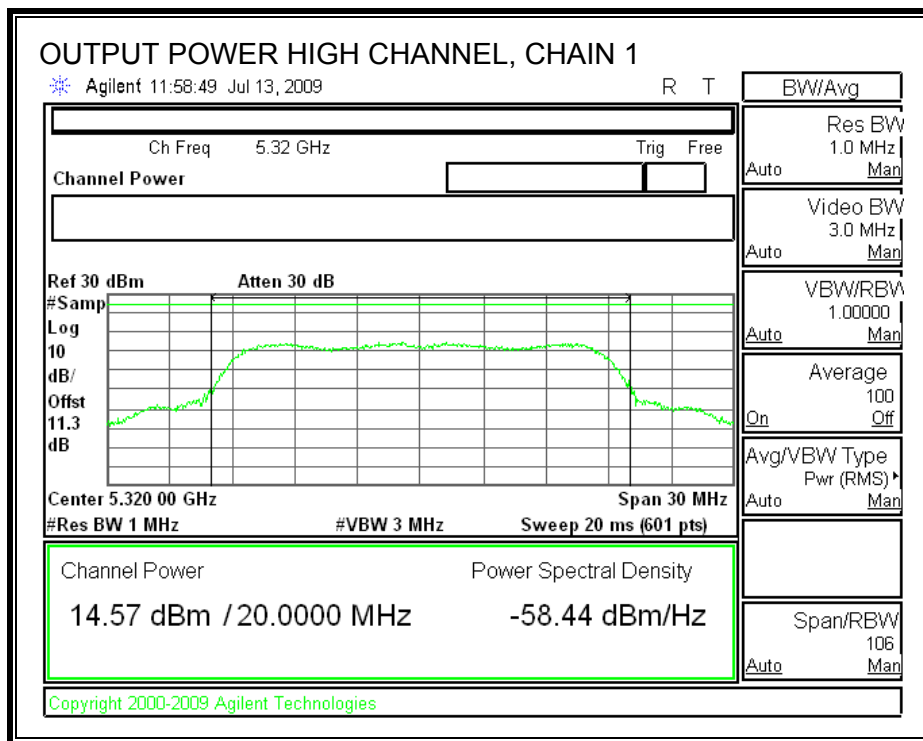 OUTPUT POWER HIGH CHANNEL, CHAIN 1
Agilent 11:58:49 Jul 13, 2009 R T
Ch Freq 5.32 GHz Trig Free
Channel Power
Ref 30 dBm Atten 30 dB
#Samp
Log
10
dB/
Offst
11.3
dB
Center 5.320 00 GHz Span 30 MHz
#Res BW 1 MHz #VBW 3 MHz Sweep 20 ms (601 pts)
Channel Power Power Spectral Density
14.57 dBm / 20.0000 MHz -58.44 dBm/Hz
Copyright 2000-2009 Agilent Technologies
BW/Avg
Res BW
1.0 MHz
Auto Man
Video BW
3.0 MHz
Auto Man
VBW/RBW
1.00000
Auto Man
Average
100
On Off
Avg/VBW Type
Pwr (RMS)
Auto Man
Span/RBW
106
Auto Man